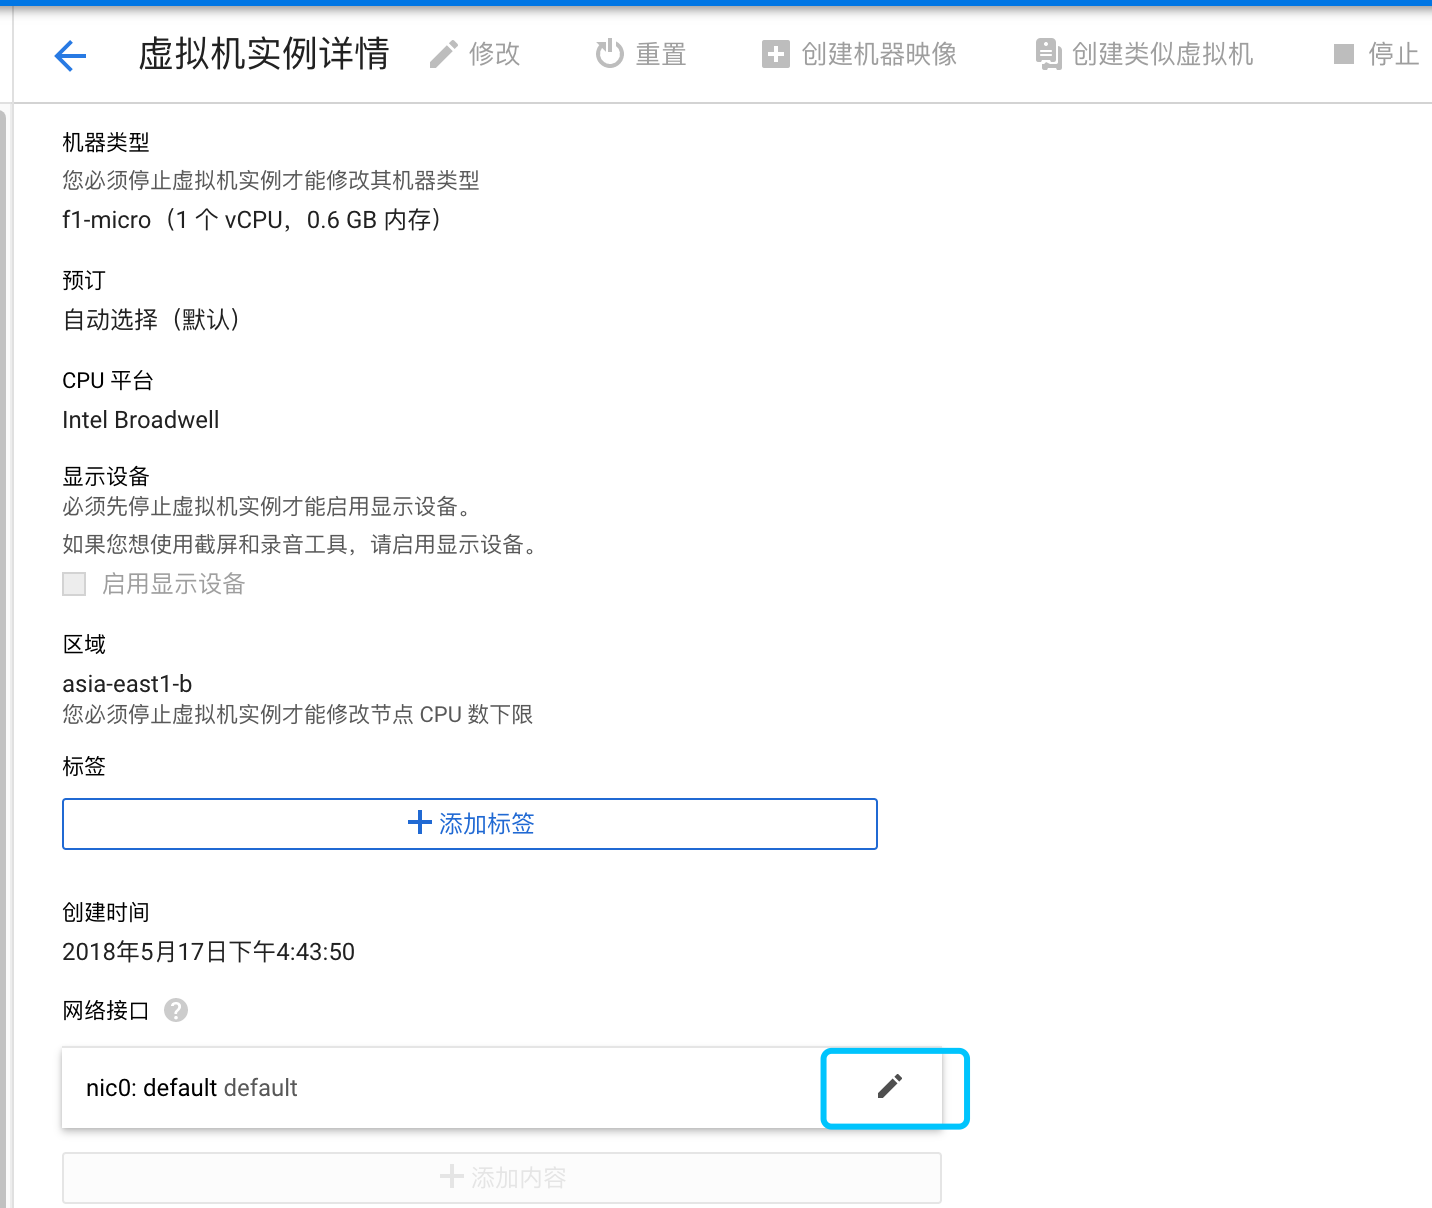 虚拟机实例详情 修改 重置 创建机器映像 创建类似虚拟机 停止
机器类型
您必须停止虚拟机实例才能修改其机器类型
f1-micro（1 个 vCPU，0.6 GB 内存）
预订
自动选择（默认）
CPU 平台
Intel Broadwell
显示设备
必须先停止虚拟机实例才能启用显示设备。
如果您想使用截屏和录音工具，请启用显示设备。
启用显示设备
区域
asia-east1-b
您必须停止虚拟机实例才能修改节点 CPU 数下限
标签
添加标签
创建时间
2018年5月17日下午4:43:50
网络接口
nic0: default default
添加内容